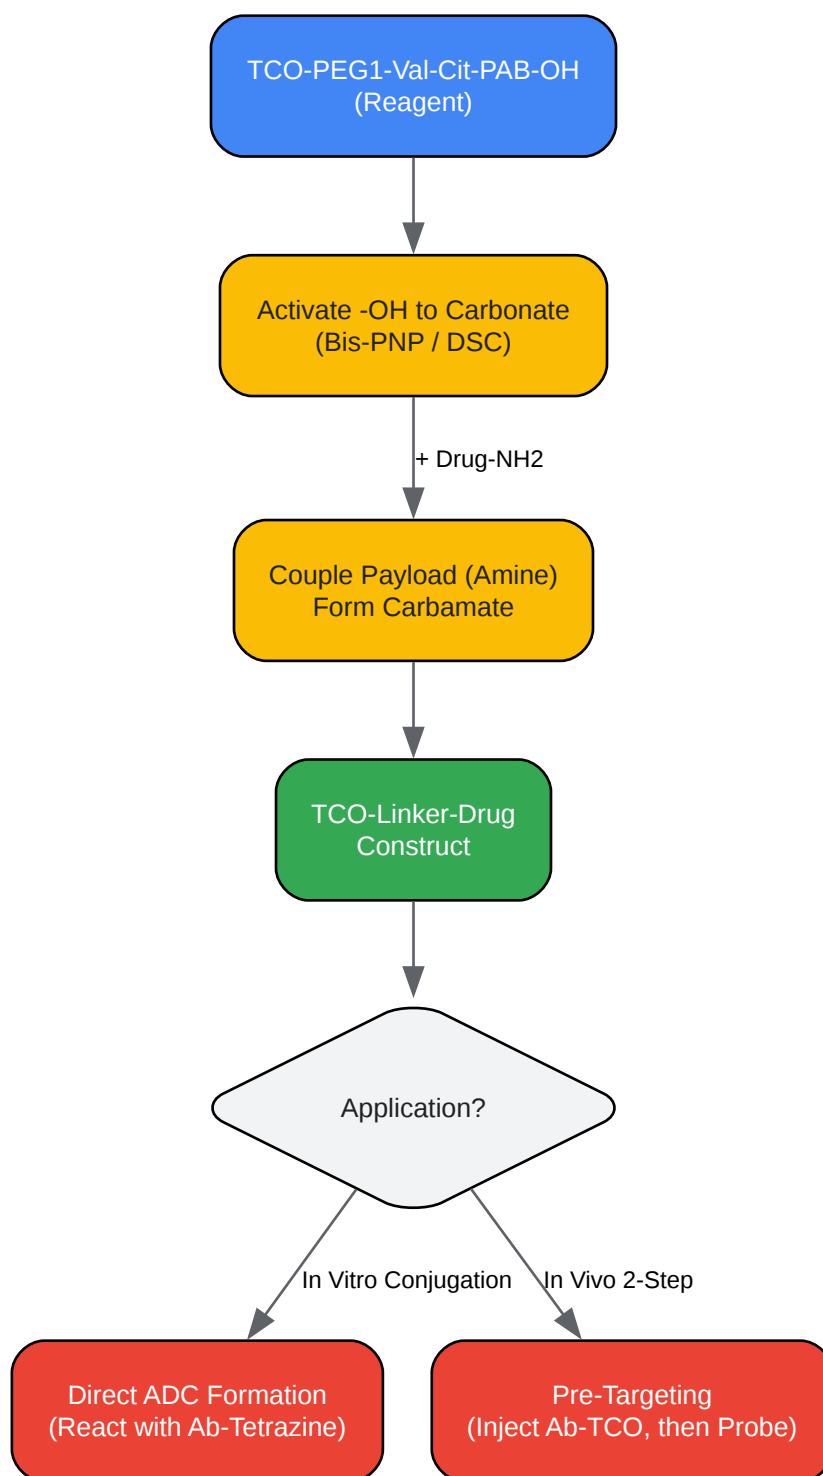 TCO-PEG1-Val-Cit-PAB-OH
(Reagent)
Activate -OH to Carbonate
(Bis-PNP / DSC)
+ Drug-NH2
Couple Payload (Amine)
Form Carbamate
TCO-Linker-Drug
Construct
Application?
In Vitro Conjugation
In Vivo 2-Step
Direct ADC Formation
(React with Ab-Tetrazine)
Pre-Targeting
(Inject Ab-TCO, then Probe)